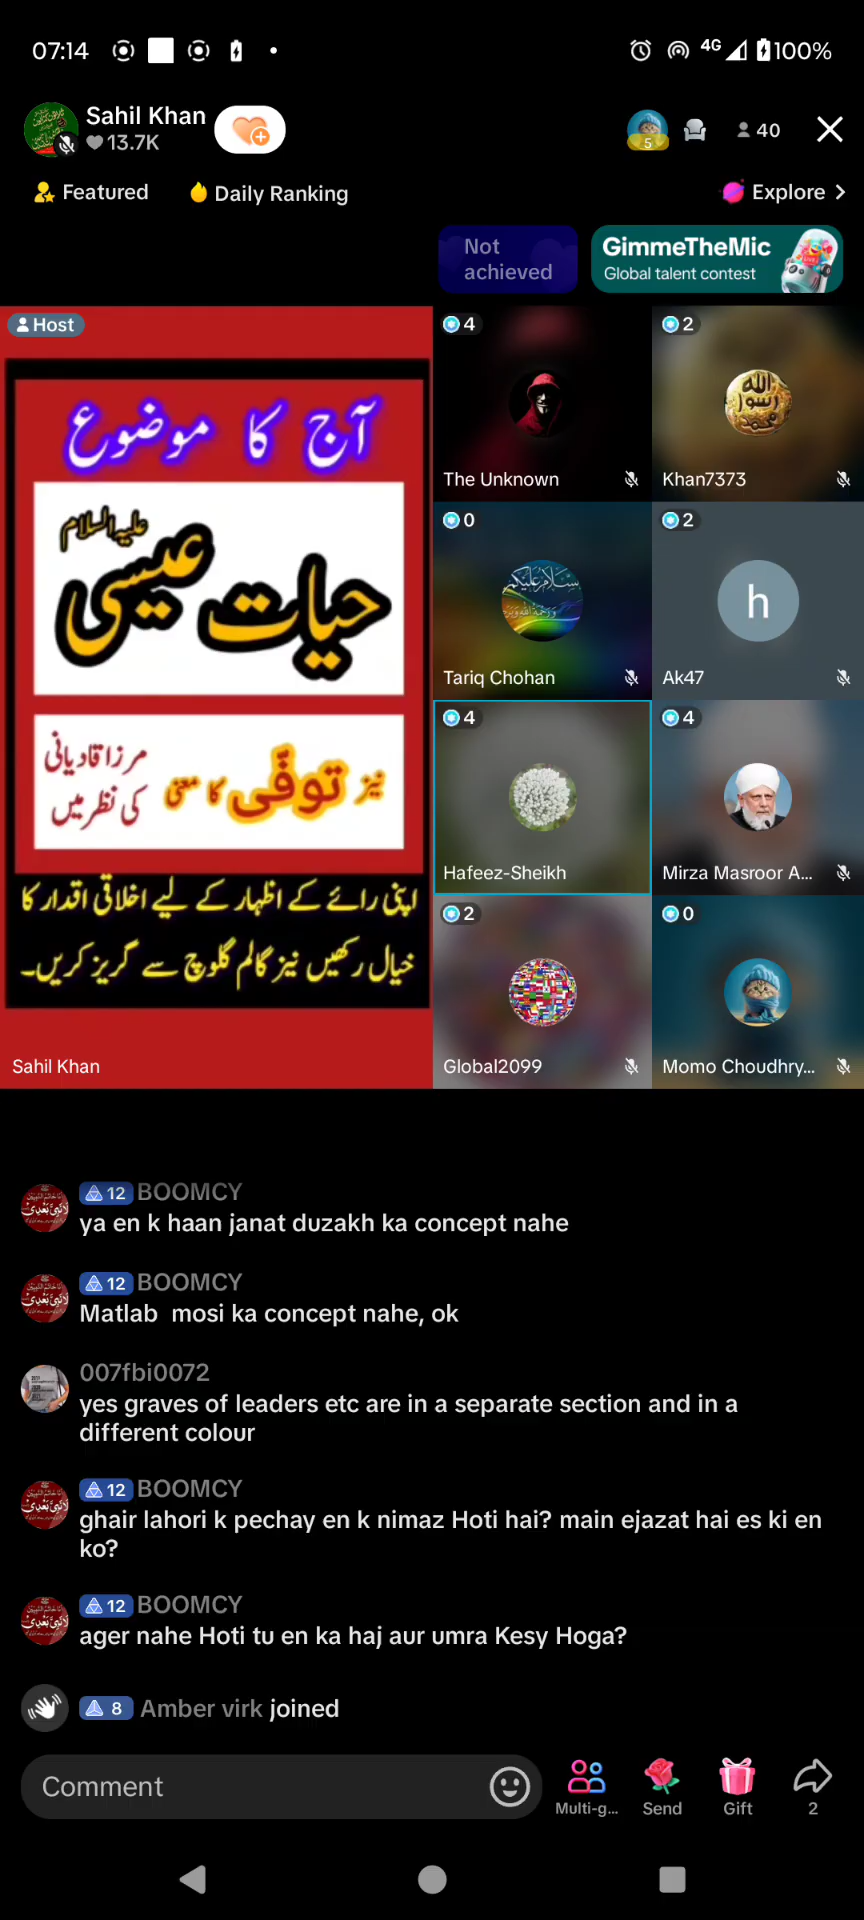 07:14
4G
100%
Sahil Khan
13.7K
5
40
Featured
Daily Ranking
Explore
Not
achieved
GimmeTheMic
Global talent contest
Host
آج کا موضوع
حیات عیسی علیہ السلام
نیز توفّی کا معنی
مرزا قادیانی
کی نظر میں
اپنی رائے کے اظہار کے لیے اخلاقی اقدار کا
خیال رکھیں نیز گالم گلوچ سے گریز کریں۔
Sahil Khan
4
The Unknown
2
الله
رسول
محمد
Khan7373
0
Tariq Chohan
2
h
Ak47
4
Hafeez-Sheikh
4
Mirza Masroor A...
2
Global2099
0
Momo Choudhry...
12 BOOMCY
ya en k haan janat duzakh ka concept nahe
12 BOOMCY
Matlab mosi ka concept nahe, ok
007fbi0072
yes graves of leaders etc are in a separate section and in a
different colour
12 BOOMCY
ghair lahori k pechay en k nimaz Hoti hai? main ejazat hai es ki en
ko?
12 BOOMCY
ager nahe Hoti tu en ka haj aur umra Kesy Hoga?
8 Amber virk joined
Comment
Multi-g...
Send
Gift
2